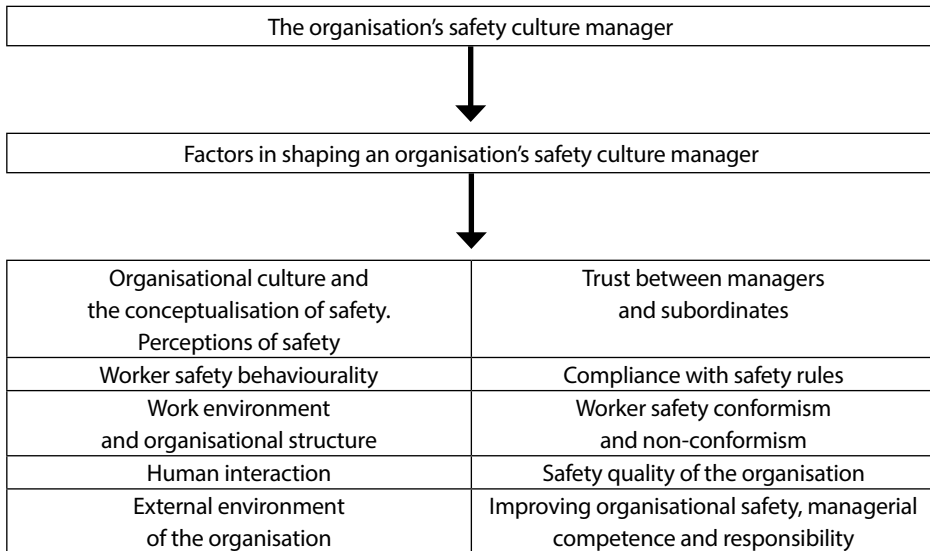 The organisation’s safety culture manager
Factors in shaping an organisation’s safety culture manager
Organisational culture and
the conceptualisation of safety.
Perceptions of safety
Trust between managers
and subordinates
Worker safety behaviourality
Compliance with safety rules
Work environment
and organisational structure
Worker safety conformism
and non-conformism
Human interaction
Safety quality of the organisation
External environment
of the organisation
Improving organisational safety, managerial
competence and responsibility